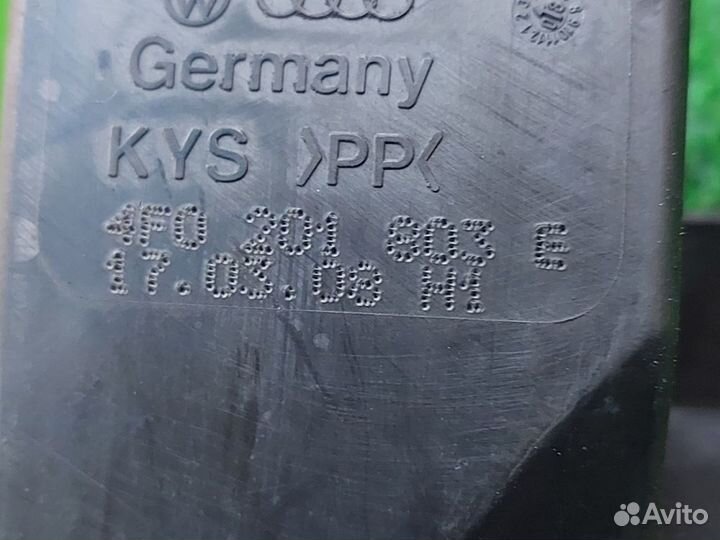 Germany
KYS >PP<
4F0 201 803 E
17.03.08 H1
Avito